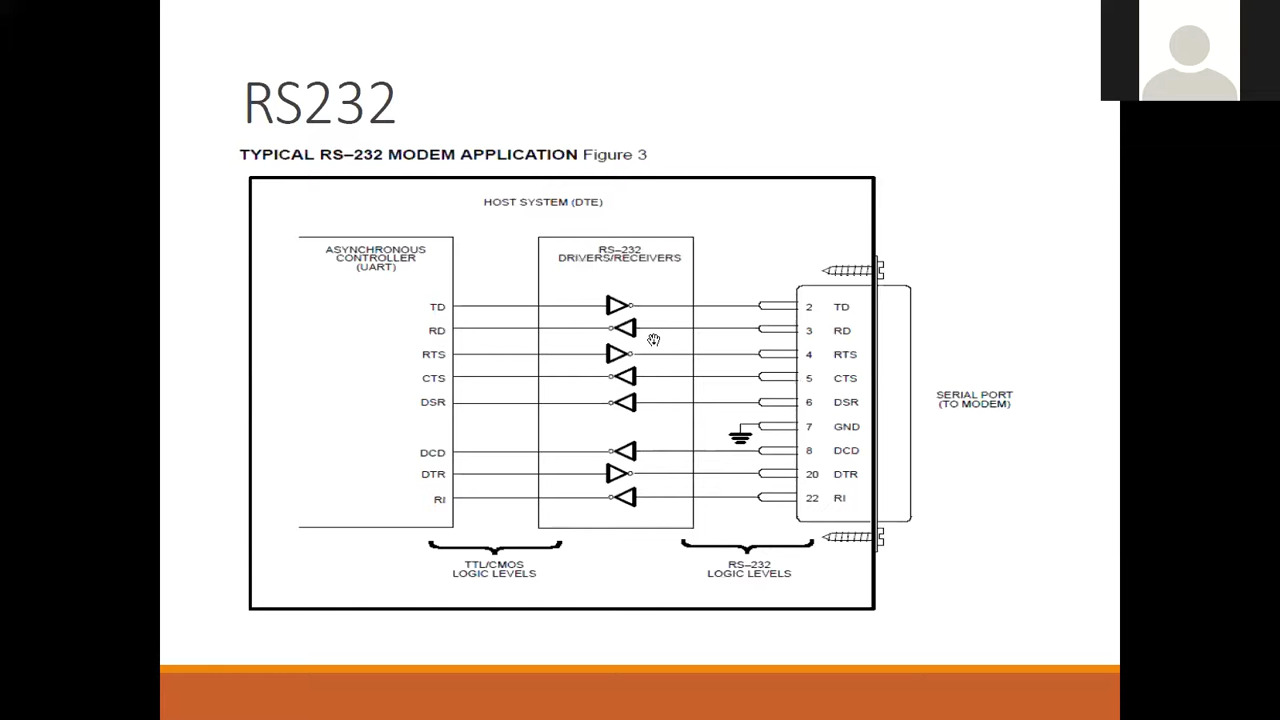 RS232
TYPICAL RS–232 MODEM APPLICATION Figure 3
HOST SYSTEM (DTE)
ASYNCHRONOUS
CONTROLLER
(UART)
RS–232
DRIVERS/RECEIVERS
TD
2 TD
RD
3 RD
RTS
4 RTS
CTS
5 CTS
DSR
6 DSR
7 GND
DCD
8 DCD
DTR
20 DTR
RI
22 RI
SERIAL PORT
(TO MODEM)
TTL/CMOS
LOGIC LEVELS
RS–232
LOGIC LEVELS